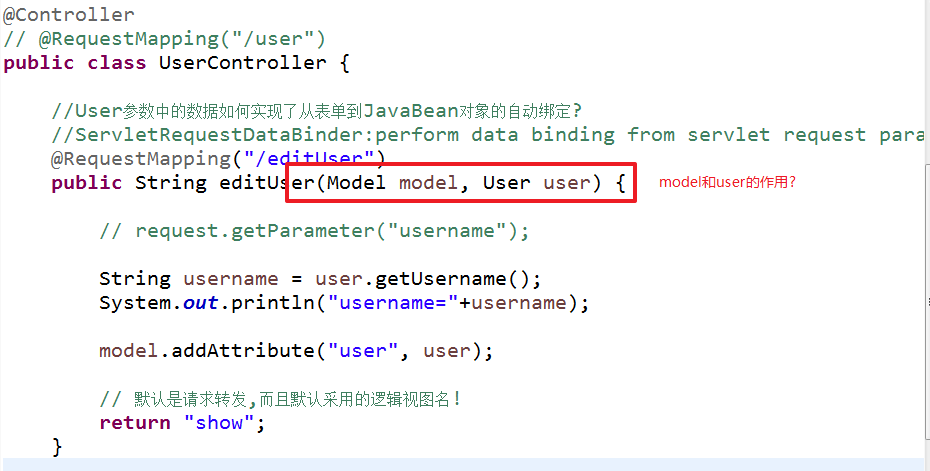 @Controller
// @RequestMapping("/user")
public class UserController {
//User参数中的数据如何实现了从表单到JavaBean对象的自动绑定?
//ServletRequestDataBinder:perform data binding from servlet request para
@RequestMapping("/editUser")
public String editUser(Model model, User user) {
model和user的作用?
// request.getParameter("username");
String username = user.getUsername();
System.out.println("username="+username);
model.addAttribute("user", user);
// 默认是请求转发,而且默认采用的逻辑视图名!
return "show";
}